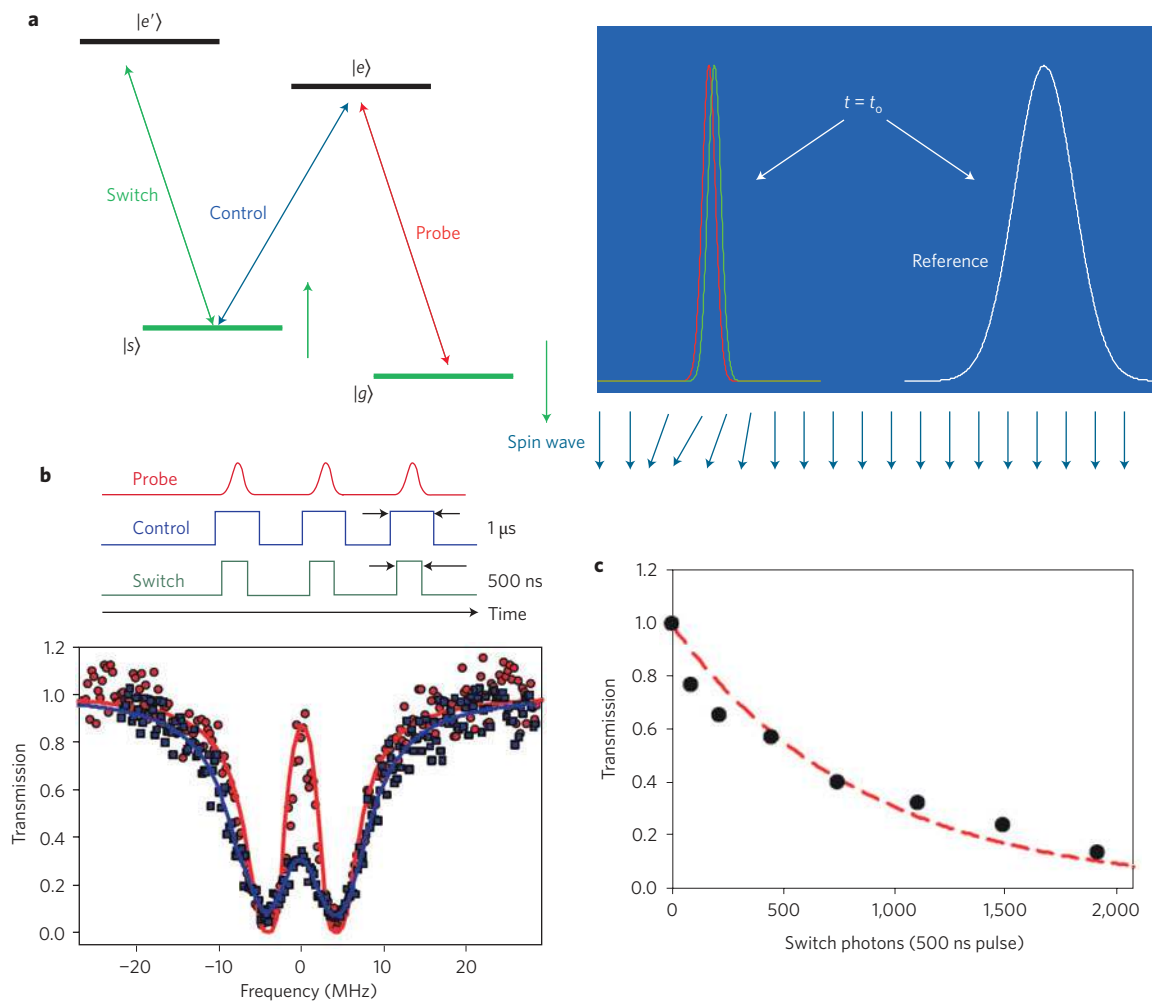 a
|e′⟩
|e⟩
Switch
Control
Probe
|s⟩
|g⟩
Spin wave
t = t₀
Reference
b
Probe
Control
1 µs
Switch
500 ns
Time
Transmission
1.2
1.0
0.8
0.6
0.4
0.2
0.0
−20 −10 0 10 20
Frequency (MHz)
c
Transmission
1.2
1.0
0.8
0.6
0.4
0.2
0.0
0 500 1,000 1,500 2,000
Switch photons (500 ns pulse)